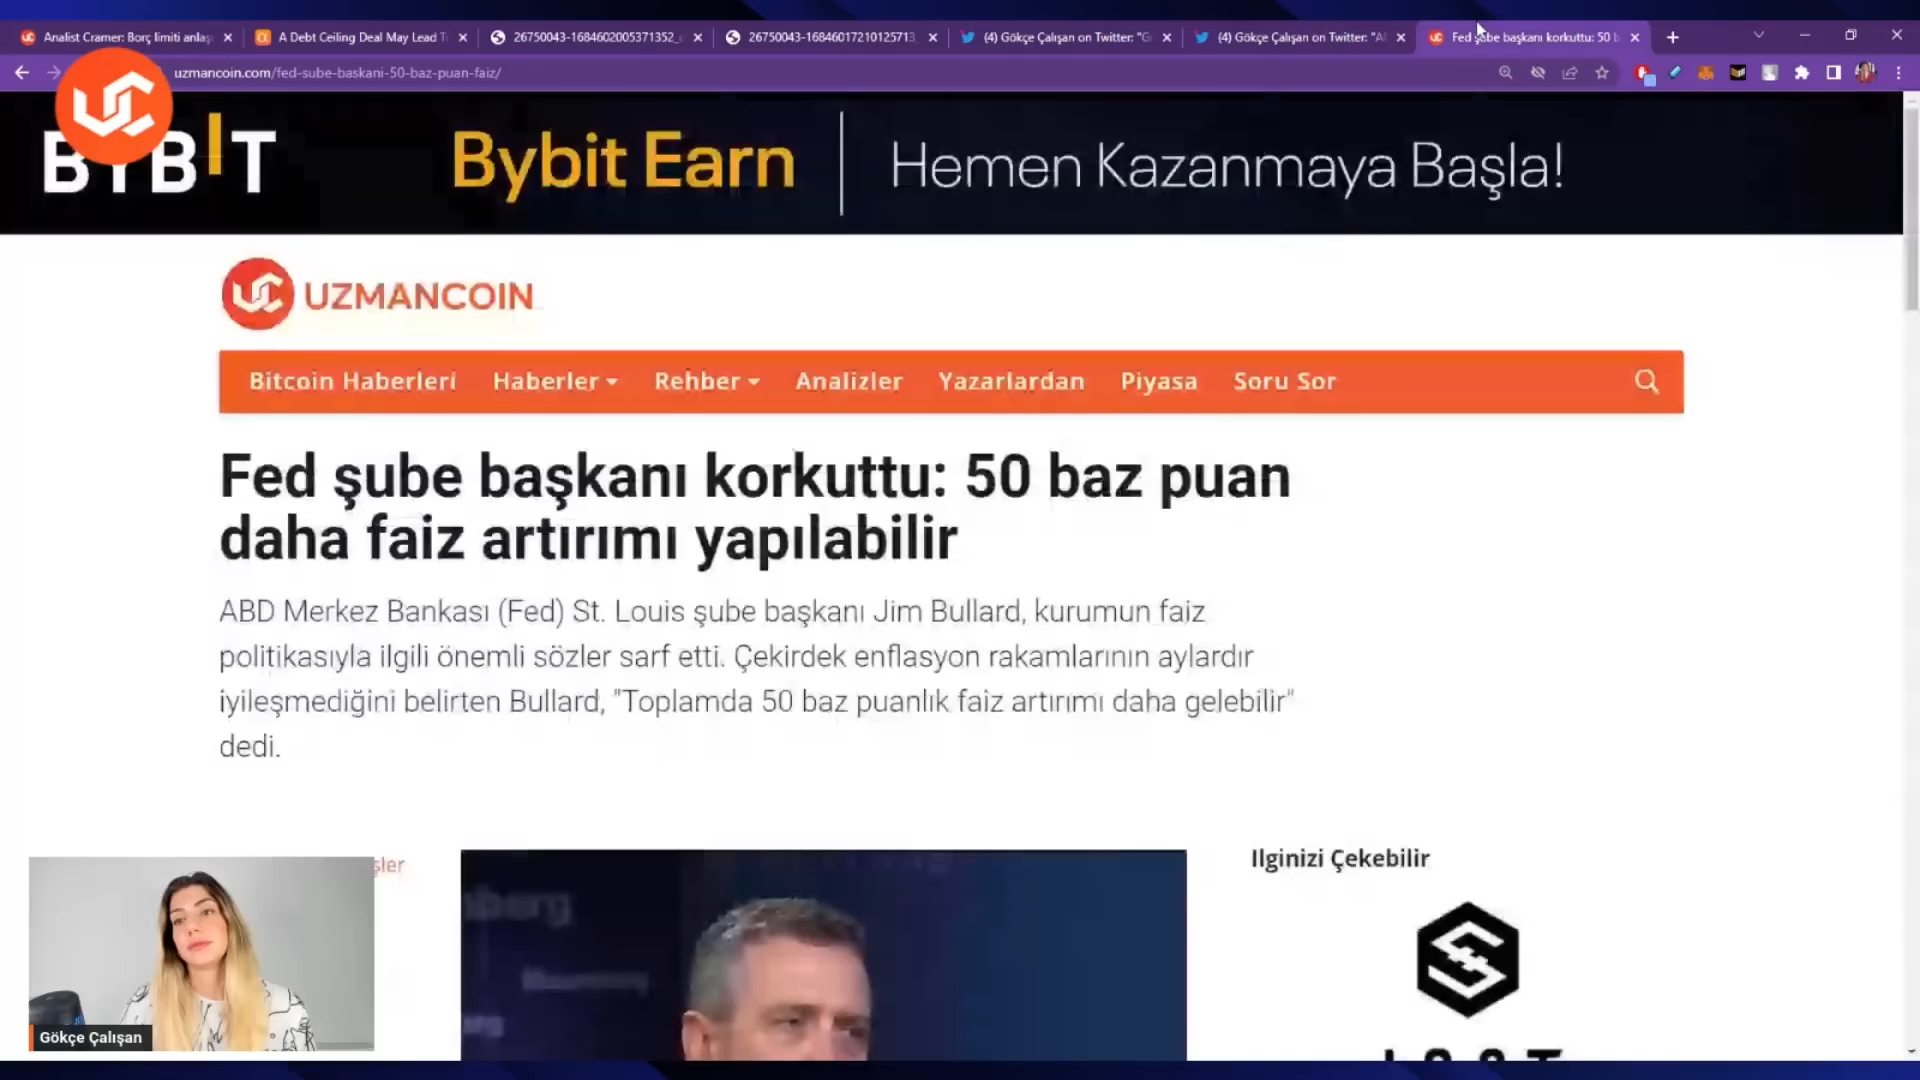 Analist Cramer: Borç limiti anlaş
A Debt Ceiling Deal May Lead T
26750043-1684602005371352_
26750043-16846017210125713_
(4) Gökçe Çalışan on Twitter: "G
(4) Gökçe Çalışan on Twitter: "A
Fed şube başkanı korkuttu: 50 b
uzmancoin.com/fed-sube-baskani-50-baz-puan-faiz/
BYBIT
Bybit Earn
Hemen Kazanmaya Başla!
UZMANCOIN
Bitcoin Haberleri Haberler Rehber Analizler Yazarlardan Piyasa Soru Sor
Fed şube başkanı korkuttu: 50 baz puan
daha faiz artırımı yapılabilir
ABD Merkez Bankası (Fed) St. Louis şube başkanı Jim Bullard, kurumun faiz
politikasıyla ilgili önemli sözler sarf etti. Çekirdek enflasyon rakamlarının aylardır
iyileşmediğini belirten Bullard, "Toplamda 50 baz puanlık faiz artırımı daha gelebilir"
dedi.
şler
Ilginizi Çekebilir
Gökçe Çalışan